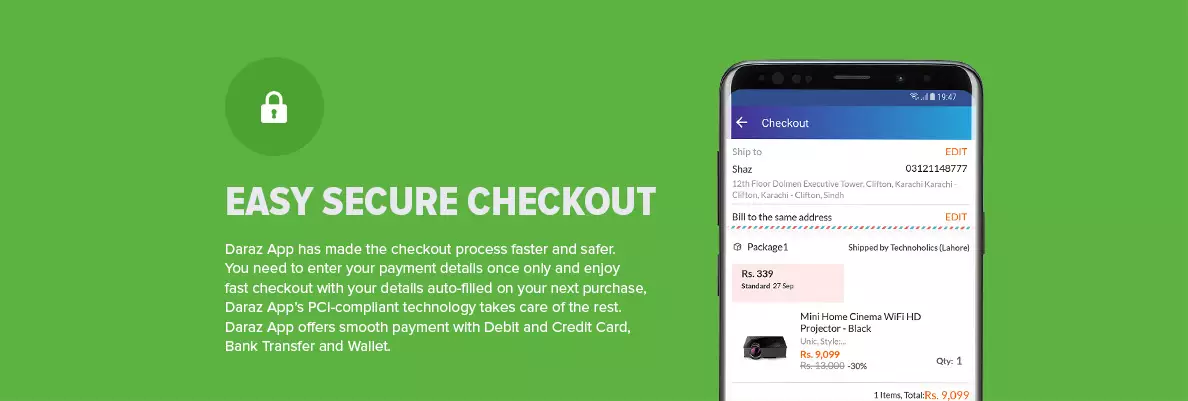 EASY SECURE CHECKOUT
Daraz App has made the checkout process faster and safer.
You need to enter your payment details once only and enjoy
fast checkout with your details auto-filled on your next purchase,
Daraz App's PCI-compliant technology takes care of the rest.
Daraz App offers smooth payment with Debit and Credit Card,
Bank Transfer and Wallet.
19:47
Checkout
Ship to EDIT
Shaz 03121148777
12th Floor Dolmen Executive Tower, Clifton, Karachi Karachi -
Clifton, Karachi - Clifton, Sindh
Bill to the same address EDIT
Package1 Shipped by Technoholics (Lahore)
Rs. 339
Standard 27 Sep
Mini Home Cinema WiFi HD
Projector - Black
Unic, Style:...
Rs. 9,099
Rs. 13,000 -30% Qty: 1
1 Items, Total:Rs. 9,099